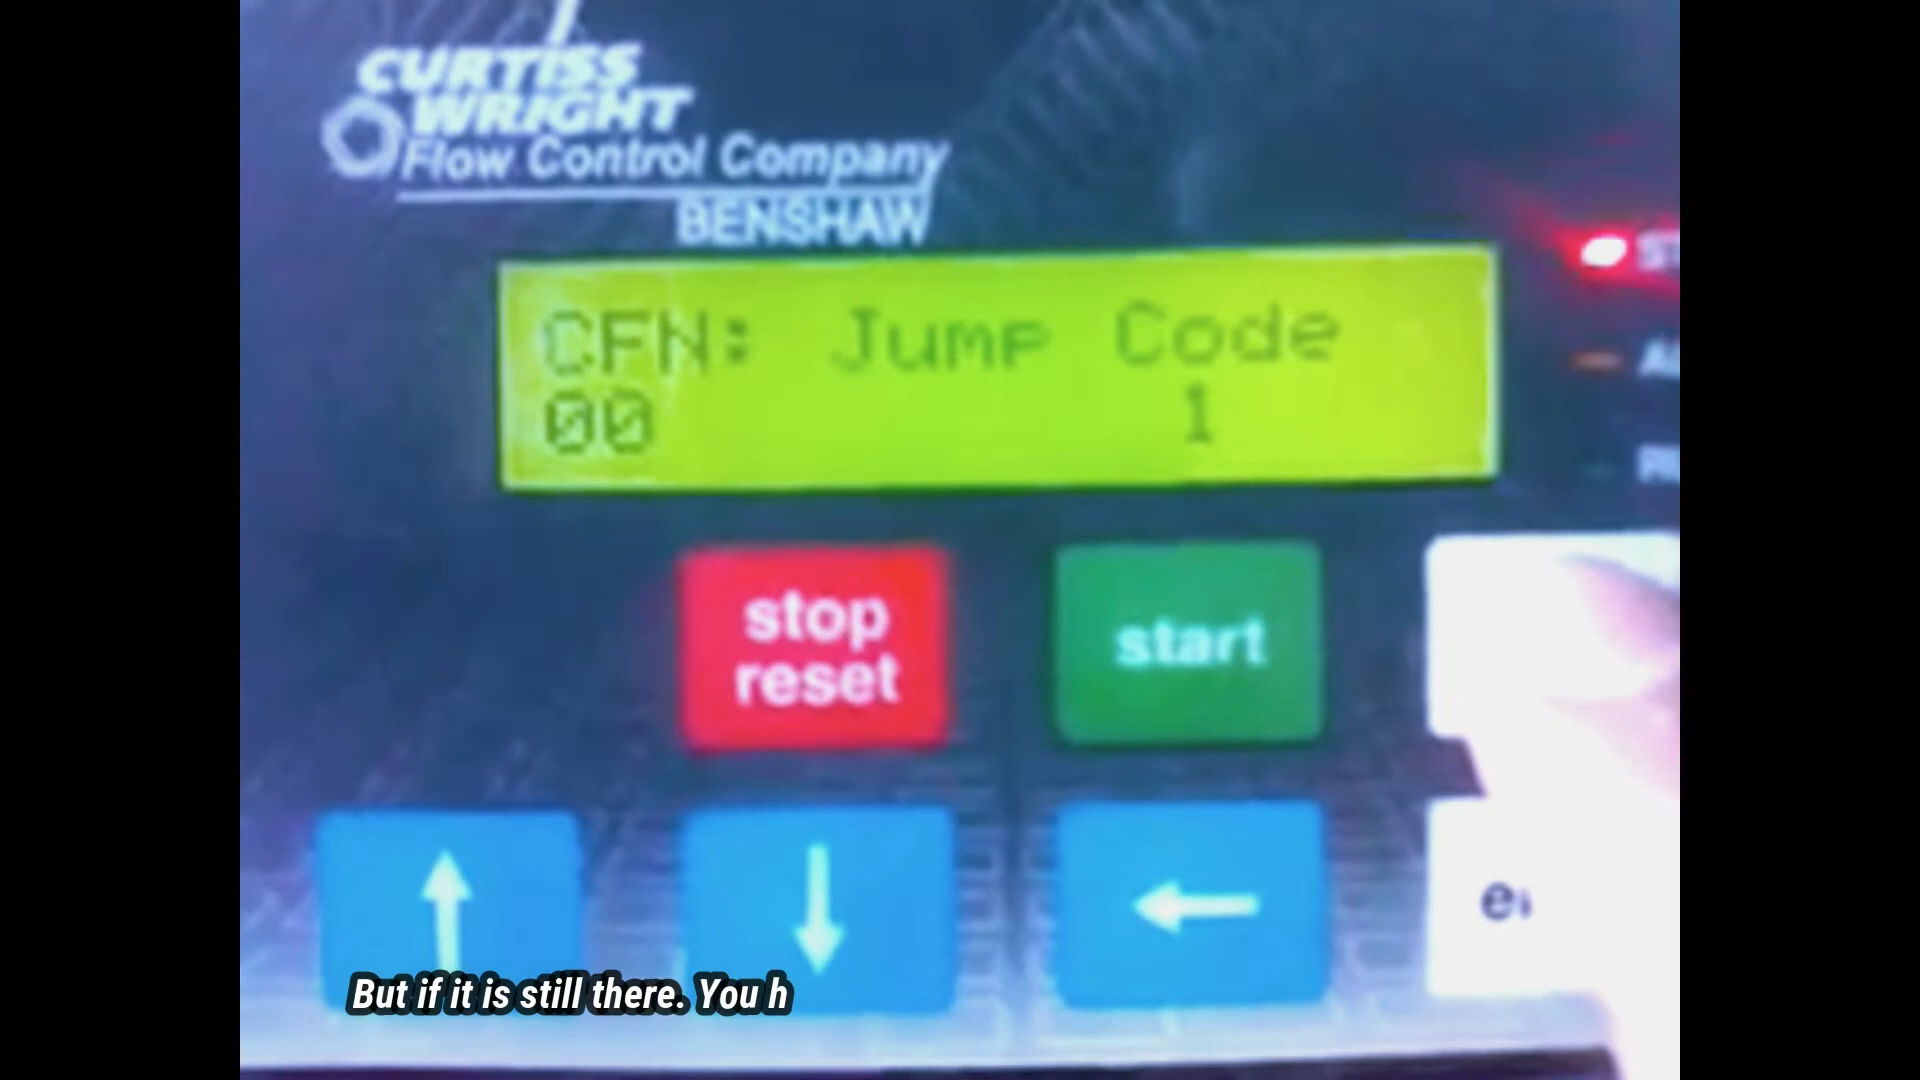 CURTISS
WRIGHT
Flow Control Company
BENSHAW
CFN: Jump Code
00 1
stop
reset
start
But if it is still there. You h